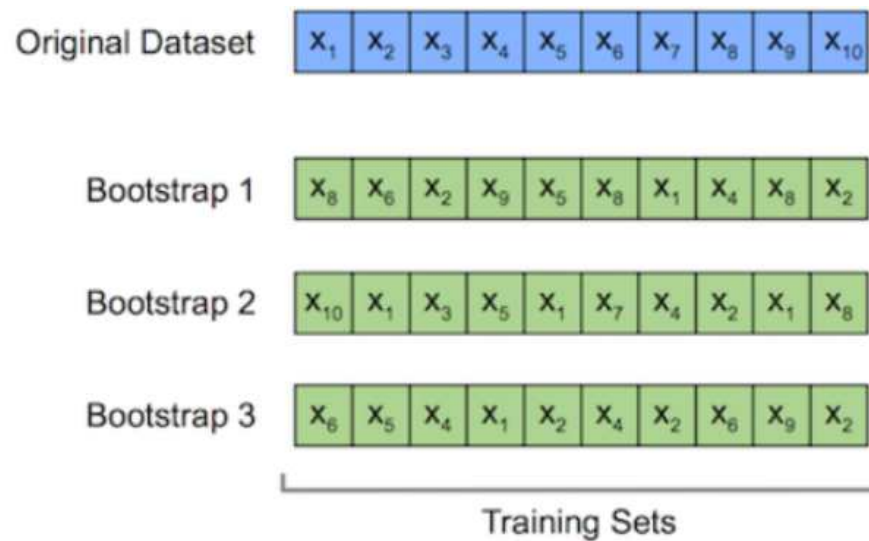 Original Dataset x₁ x₂ x₃ x₄ x₅ x₆ x₇ x₈ x₉ x₁₀
Bootstrap 1 x₈ x₆ x₂ x₉ x₅ x₈ x₁ x₄ x₈ x₂
Bootstrap 2 x₁₀ x₁ x₃ x₅ x₁ x₇ x₄ x₂ x₁ x₈
Bootstrap 3 x₆ x₅ x₄ x₁ x₂ x₄ x₂ x₆ x₉ x₂
Training Sets